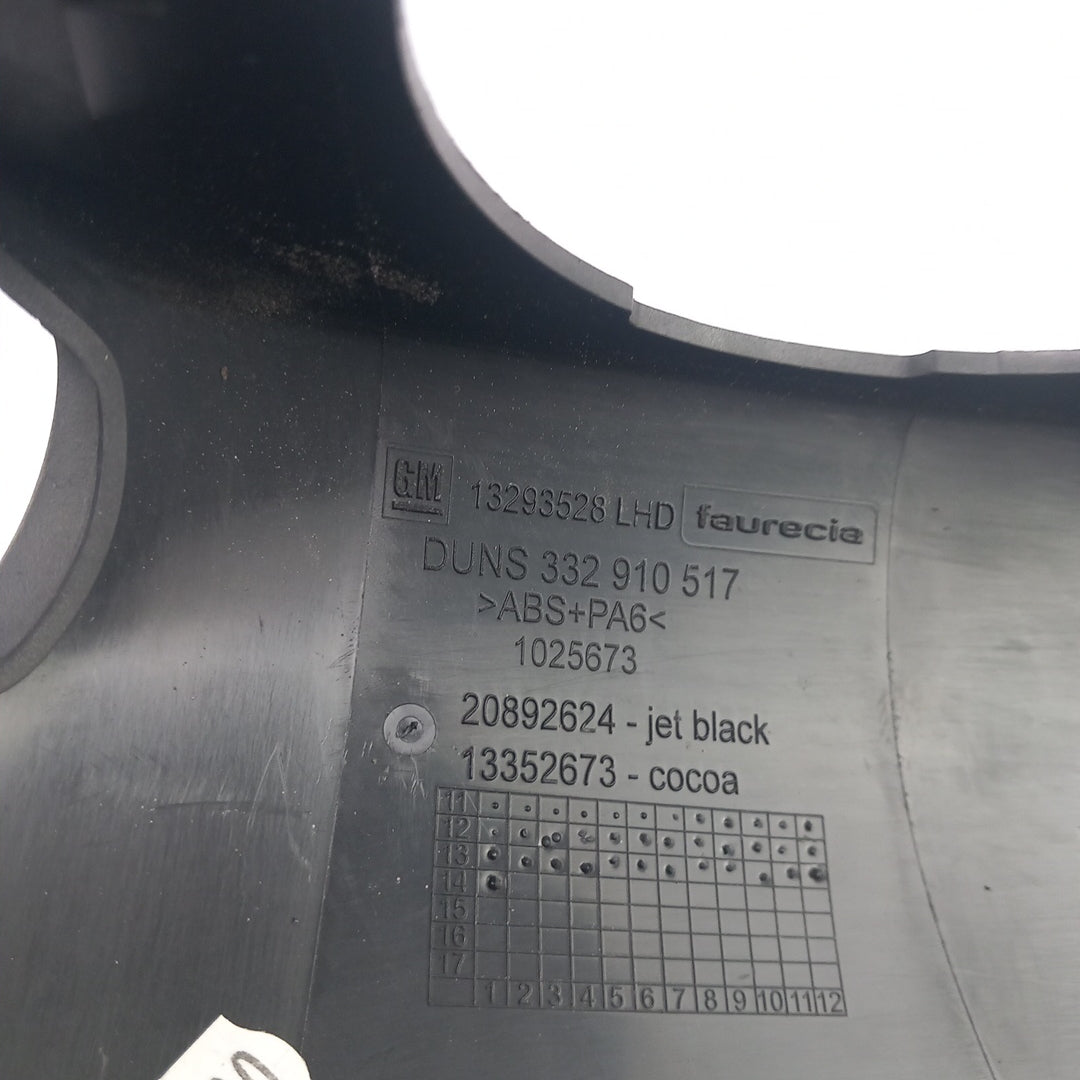 GM 13293528 LHD faurecia
DUNS 332 910 517
>ABS+PA6<
1025673
20892624 - jet black
13352673 - cocoa
11
12
13
14
15
16
17
1 2 3 4 5 6 7 8 9 10 11 12